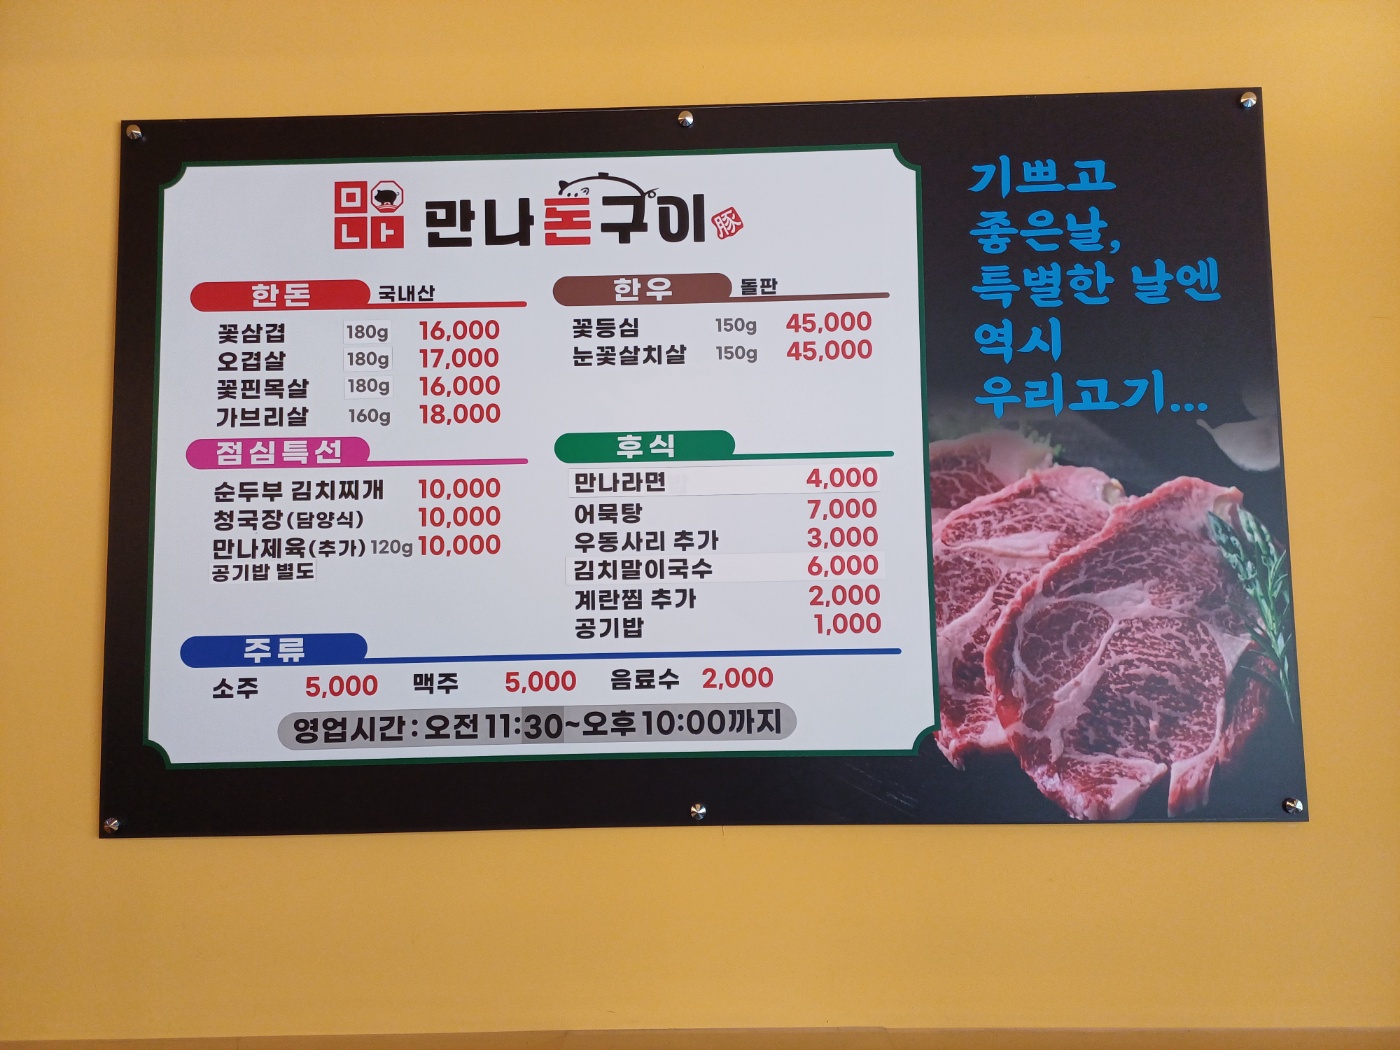 만나
만나돈구이 豚
한돈 국내산
꽃삼겹 180g 16,000
오겹살 180g 17,000
꽃핀목살 180g 16,000
가브리살 160g 18,000
한우 돌판
꽃등심 150g 45,000
눈꽃살치살 150g 45,000
점심특선
순두부 김치찌개 10,000
청국장(담양식) 10,000
만나제육(추가) 120g 10,000
공기밥 별도
후식
만나라면 4,000
어묵탕 7,000
우동사리 추가 3,000
김치말이국수 6,000
계란찜 추가 2,000
공기밥 1,000
주류
소주 5,000 맥주 5,000 음료수 2,000
영업시간:오전11:30~오후10:00까지
기쁘고
좋은날,
특별한 날엔
역시
우리고기...